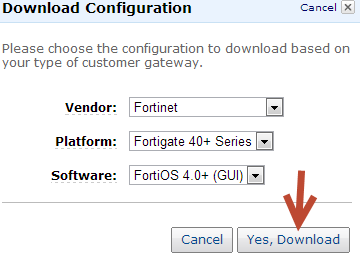 Download Configuration Cancel
Please choose the configuration to download based on
your type of customer gateway.
Vendor: Fortinet
Platform: Fortigate 40+ Series
Software: FortiOS 4.0+ (GUI)
Cancel Yes, Download